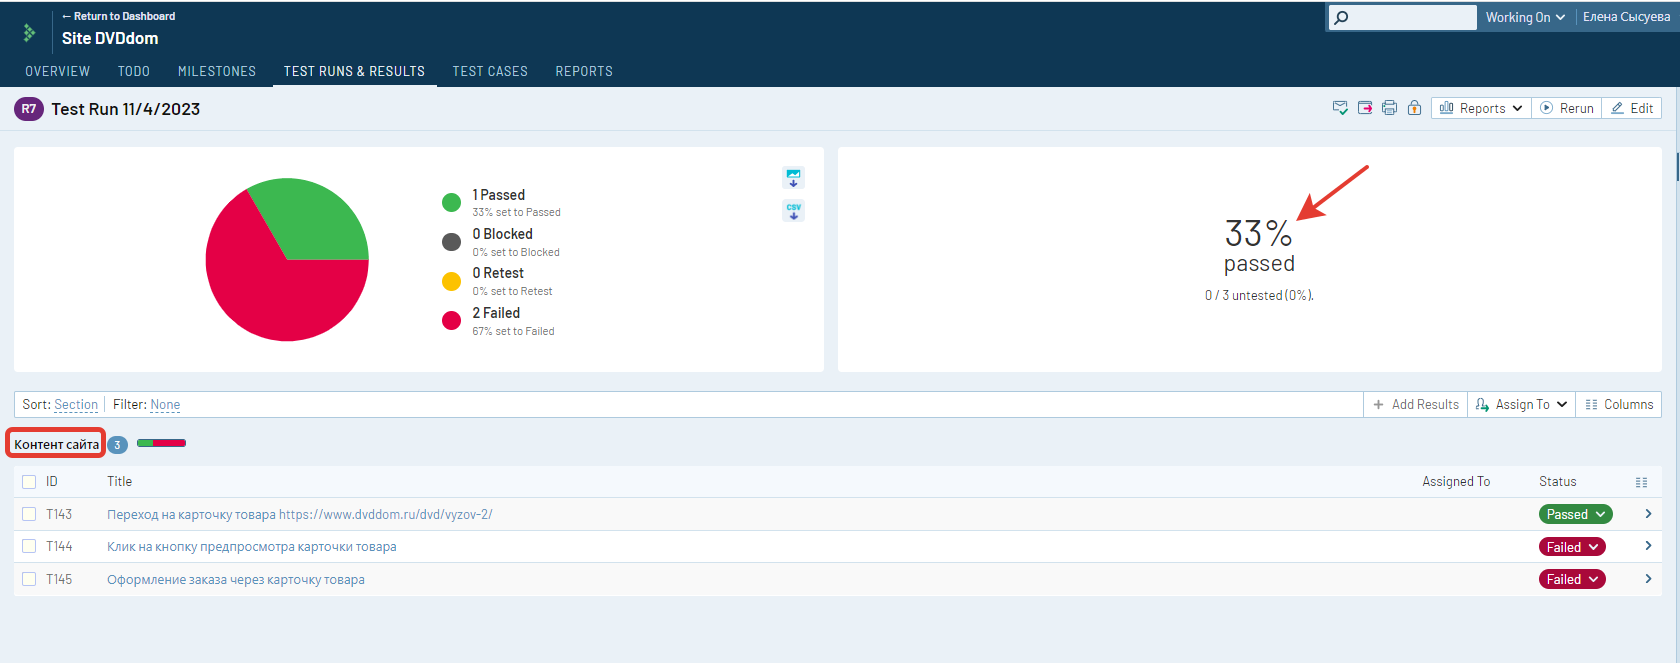 ← Return to Dashboard
Site DVDdom
Working On
Елена Сысуева
OVERVIEW TODO MILESTONES TEST RUNS & RESULTS TEST CASES REPORTS
R7 Test Run 11/4/2023
Reports Rerun Edit
1 Passed
33% set to Passed
0 Blocked
0% set to Blocked
0 Retest
0% set to Retest
2 Failed
67% set to Failed
CSV
33%
passed
0 / 3 untested (0%).
Sort: Section Filter: None
Add Results Assign To Columns
Контент сайта 3
ID Title Assigned To Status
T143 Переход на карточку товара https://www.dvddom.ru/dvd/vyzov-2/ Passed
T144 Клик на кнопку предпросмотра карточки товара Failed
T145 Оформление заказа через карточку товара Failed